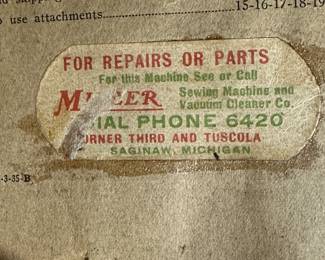 to use attachments....................15-16-17-18-19
FOR REPAIRS OR PARTS
For this Machine See or Call
Sewing Machine and
Vacuum Cleaner Co.
IAL PHONE 6420
ORNER THIRD AND TUSCOLA
SAGINAW, MICHIGAN
-3-35-B